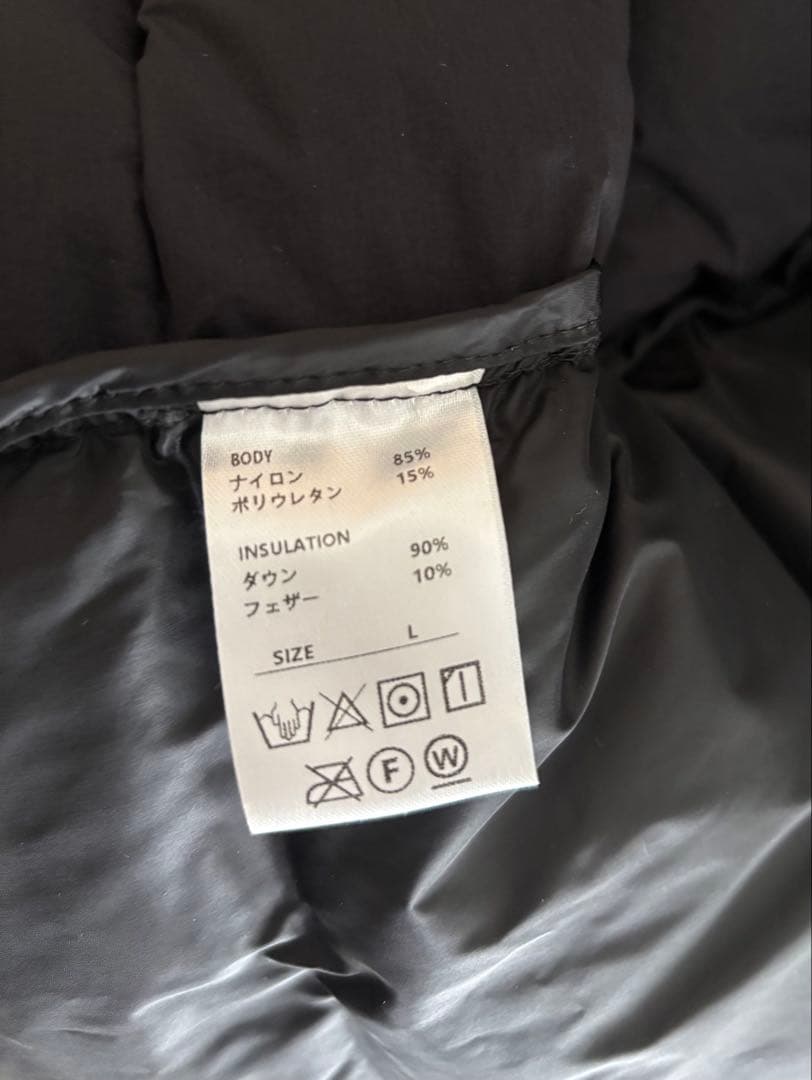 BODY
ナイロン 85%
ポリウレタン 15%
INSULATION
ダウン 90%
フェザー 10%
SIZE L
F W